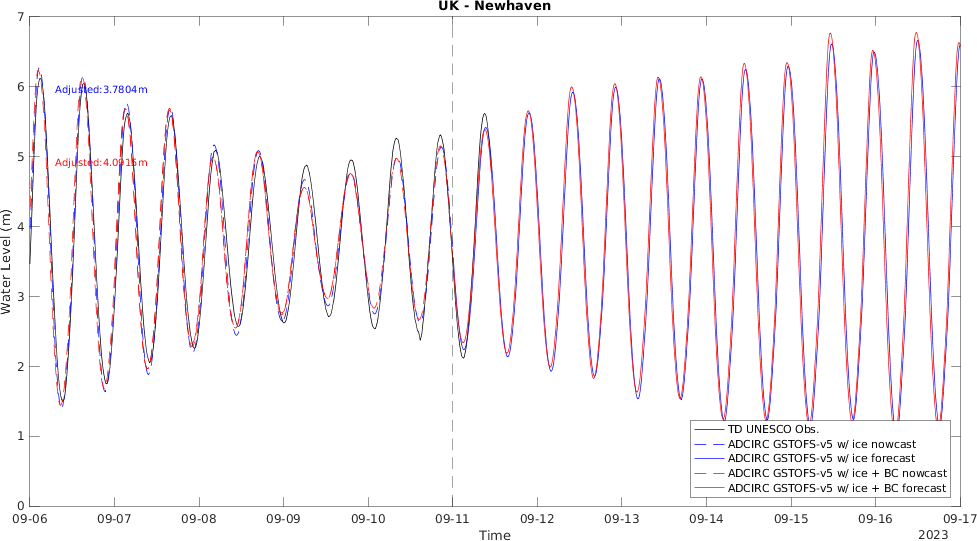 UK - Newhaven
7
6
5
4
3
2
1
0
Water Level (m)
Adjusted:3.7804m
Adjusted:4.0915m
TD UNESCO Obs.
ADCIRC GSTOFS-v5 w/ ice nowcast
ADCIRC GSTOFS-v5 w/ ice forecast
ADCIRC GSTOFS-v5 w/ ice + BC nowcast
ADCIRC GSTOFS-v5 w/ ice + BC forecast
09-06 09-07 09-08 09-09 09-10 09-11 09-12 09-13 09-14 09-15 09-16 09-17
Time
2023